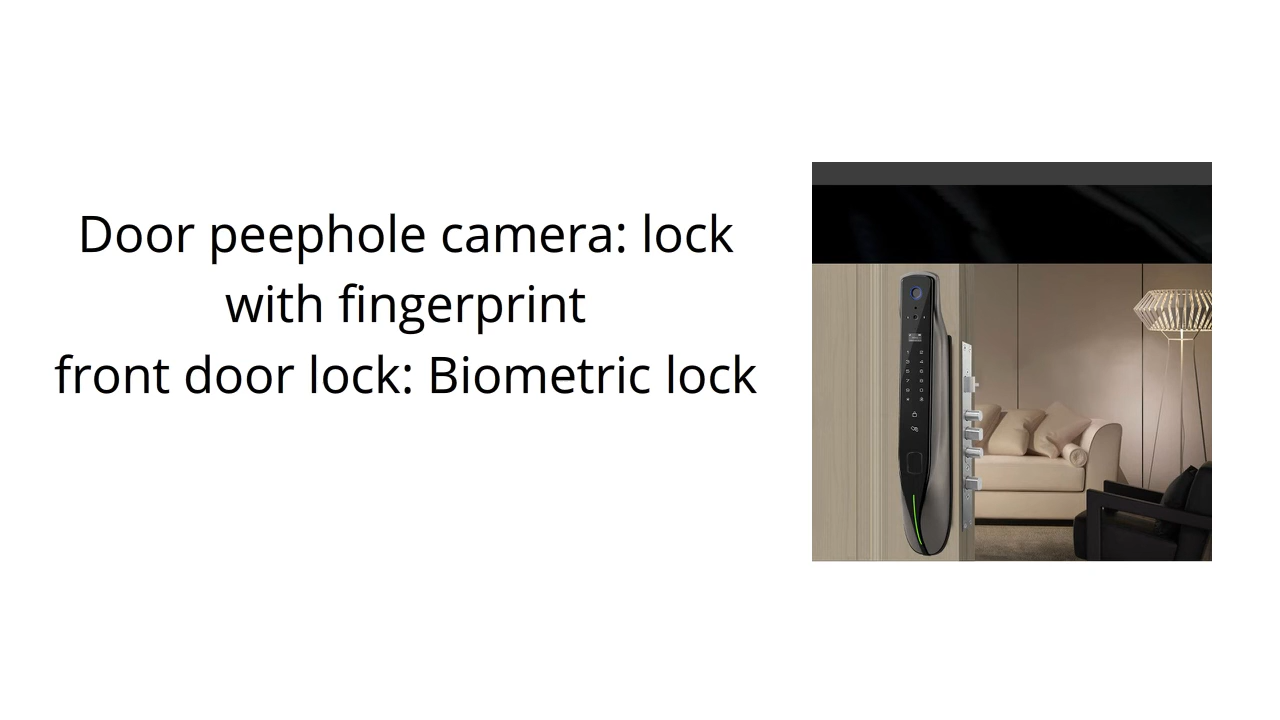 Door peephole camera: lock
with fingerprint
front door lock: Biometric lock